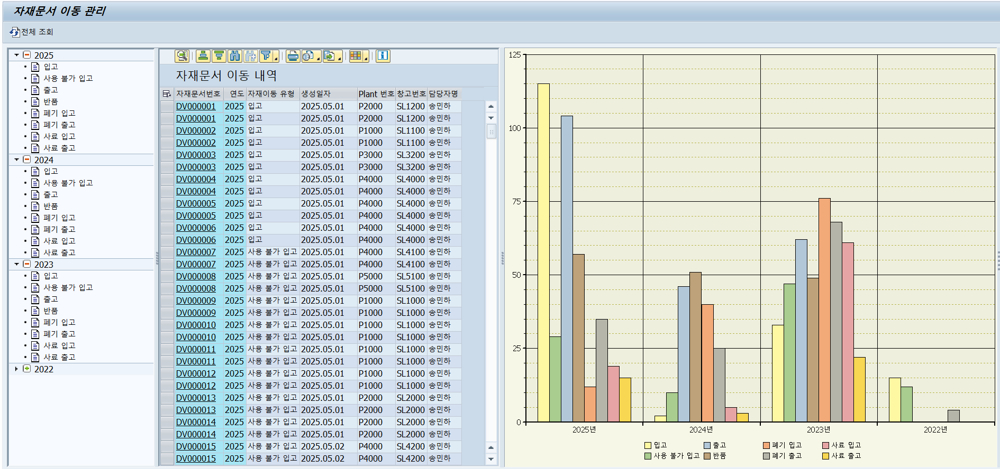 자재문서 이동 관리
전체 조회
2025
입고
사용 불가 입고
출고
반품
폐기 입고
폐기 출고
사료 입고
사료 출고
2024
입고
사용 불가 입고
출고
반품
폐기 입고
폐기 출고
사료 입고
사료 출고
2023
입고
사용 불가 입고
출고
반품
폐기 입고
폐기 출고
사료 입고
사료 출고
2022
자재문서 이동 내역
자재문서번호 연도 자재이동 유형 생성일자 Plant 번호 창고번호 담당자명
DV000001 2025 입고 2025.05.01 P2000 SL1200 송민하
DV000001 2025 입고 2025.05.01 P2000 SL1200 송민하
DV000002 2025 입고 2025.05.01 P1000 SL1100 송민하
DV000002 2025 입고 2025.05.01 P1000 SL1100 송민하
DV000003 2025 입고 2025.05.01 P3000 SL3200 송민하
DV000003 2025 입고 2025.05.01 P3000 SL3200 송민하
DV000004 2025 입고 2025.05.01 P4000 SL4000 송민하
DV000004 2025 입고 2025.05.01 P4000 SL4000 송민하
DV000005 2025 입고 2025.05.01 P4000 SL4000 송민하
DV000005 2025 입고 2025.05.01 P4000 SL4000 송민하
DV000006 2025 입고 2025.05.01 P4000 SL4000 송민하
DV000006 2025 입고 2025.05.01 P4000 SL4000 송민하
DV000007 2025 사용 불가 입고 2025.05.01 P4000 SL4100 송민하
DV000007 2025 사용 불가 입고 2025.05.01 P4000 SL4100 송민하
DV000008 2025 사용 불가 입고 2025.05.01 P5000 SL5100 송민하
DV000008 2025 사용 불가 입고 2025.05.01 P5000 SL5100 송민하
DV000009 2025 사용 불가 입고 2025.05.01 P1000 SL1000 송민하
DV000009 2025 사용 불가 입고 2025.05.01 P1000 SL1000 송민하
DV000010 2025 사용 불가 입고 2025.05.01 P1000 SL1000 송민하
DV000010 2025 사용 불가 입고 2025.05.01 P1000 SL1000 송민하
DV000011 2025 사용 불가 입고 2025.05.01 P1000 SL1000 송민하
DV000011 2025 사용 불가 입고 2025.05.01 P1000 SL1000 송민하
DV000012 2025 사용 불가 입고 2025.05.01 P1000 SL1000 송민하
DV000012 2025 사용 불가 입고 2025.05.01 P1000 SL1000 송민하
DV000013 2025 사용 불가 입고 2025.05.01 P2000 SL2000 송민하
DV000013 2025 사용 불가 입고 2025.05.01 P2000 SL2000 송민하
DV000014 2025 사용 불가 입고 2025.05.01 P2000 SL2000 송민하
DV000014 2025 사용 불가 입고 2025.05.01 P2000 SL2000 송민하
DV000015 2025 사용 불가 입고 2025.05.02 P4000 SL4200 송민하
DV000015 2025 사용 불가 입고 2025.05.02 P4000 SL4200 송민하
125
100
75
50
25
0
2025년 2024년 2023년 2022년
입고 출고 폐기 입고 사료 입고
사용 불가 입고 반품 폐기 출고 사료 출고